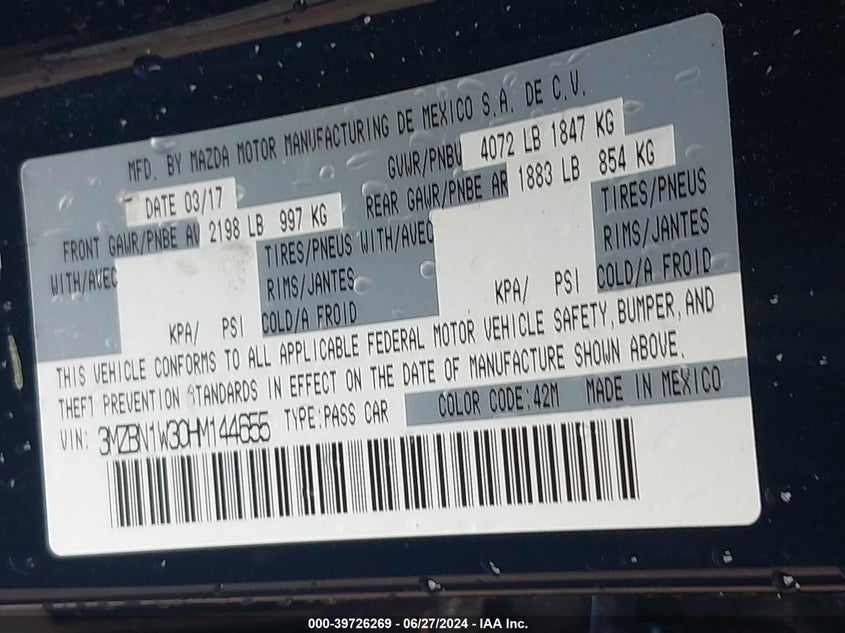 MFD. BY MAZDA MOTOR MANUFACTURING DE MEXICO S.A. DE C.V.
DATE 03/17 GVWR/PNBV 4072 LB 1847 KG
FRONT GAWR/PNBE AV 2198 LB 997 KG REAR GAWR/PNBE AR 1883 LB 854 KG
WITH/AVEC TIRES/PNEUS WITH/AVEC TIRES/PNEUS
RIMS/JANTES RIMS/JANTES
KPA/ PSI COLD/A FROID KPA/ PSI COLD/A FROID
THIS VEHICLE CONFORMS TO ALL APPLICABLE FEDERAL MOTOR VEHICLE SAFETY, BUMPER, AND
THEFT PREVENTION STANDARDS IN EFFECT ON THE DATE OF MANUFACTURE SHOWN ABOVE.
VIN: 3MZBN1W30HM144655 TYPE:PASS CAR COLOR CODE:42M MADE IN MEXICO
000-39726269 - 06/27/2024 - IAA Inc.